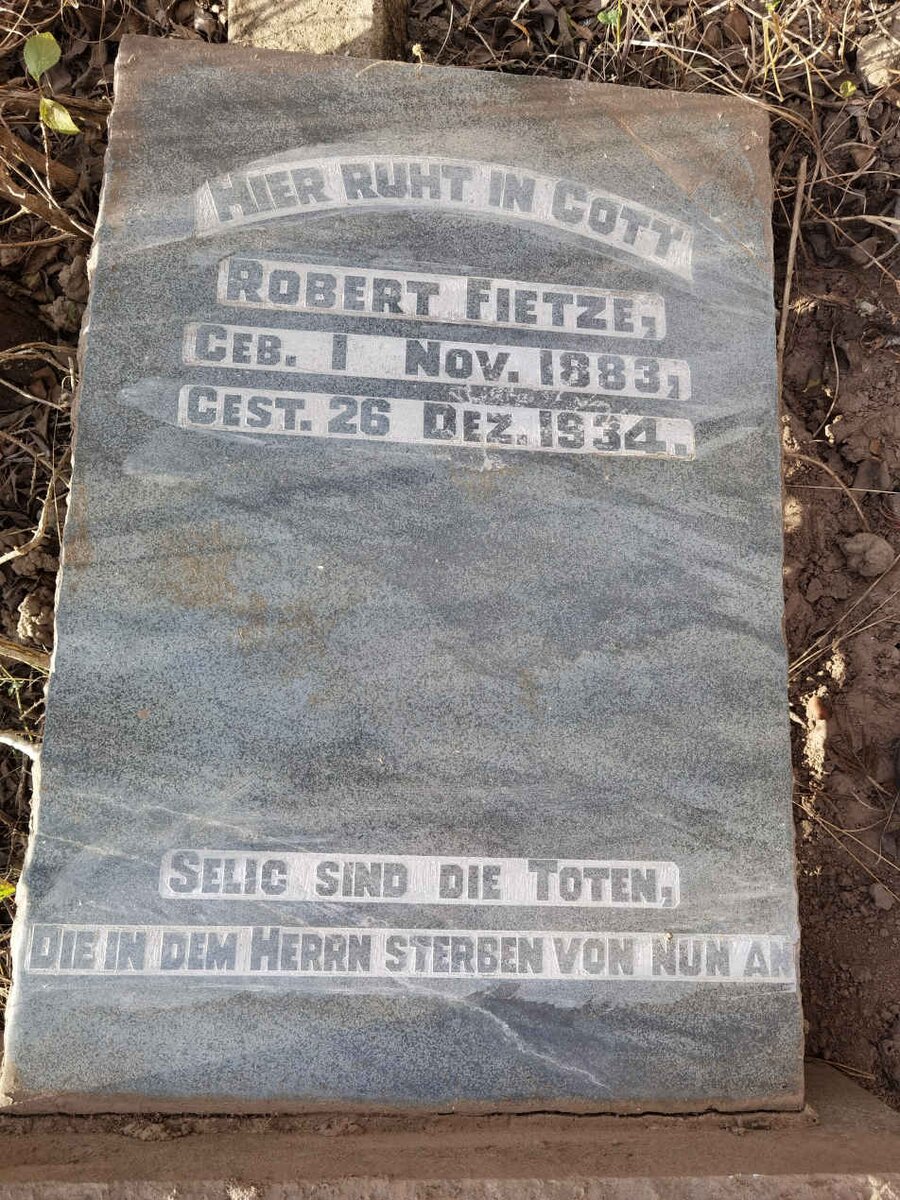 HIER RUHT IN GOTT
ROBERT FIETZE,
GEB. 1 NOV. 1883,
GEST. 26 DEZ. 1934.
SELIG SIND DIE TOTEN,
DIE IN DEM HERRN STERBEN VON NUN AN